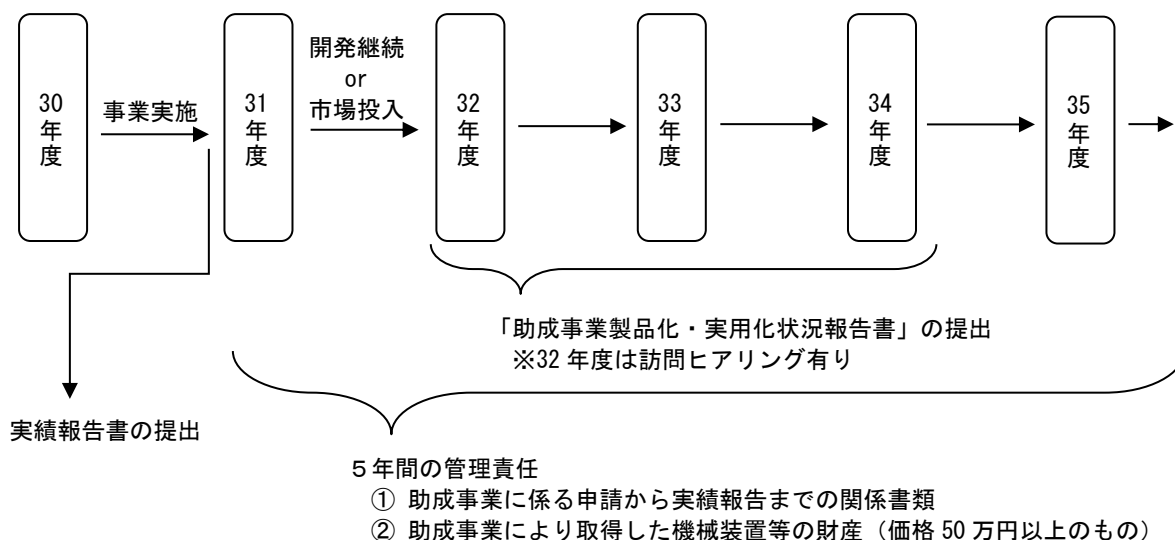 30年度
事業実施
31年度
開発継続
or
市場投入
32年度
33年度
34年度
35年度
「助成事業製品化・実用化状況報告書」の提出
※32 年度は訪問ヒアリング有り
実績報告書の提出
５年間の管理責任
① 助成事業に係る申請から実績報告までの関係書類
② 助成事業により取得した機械装置等の財産（価格 50 万円以上のもの）